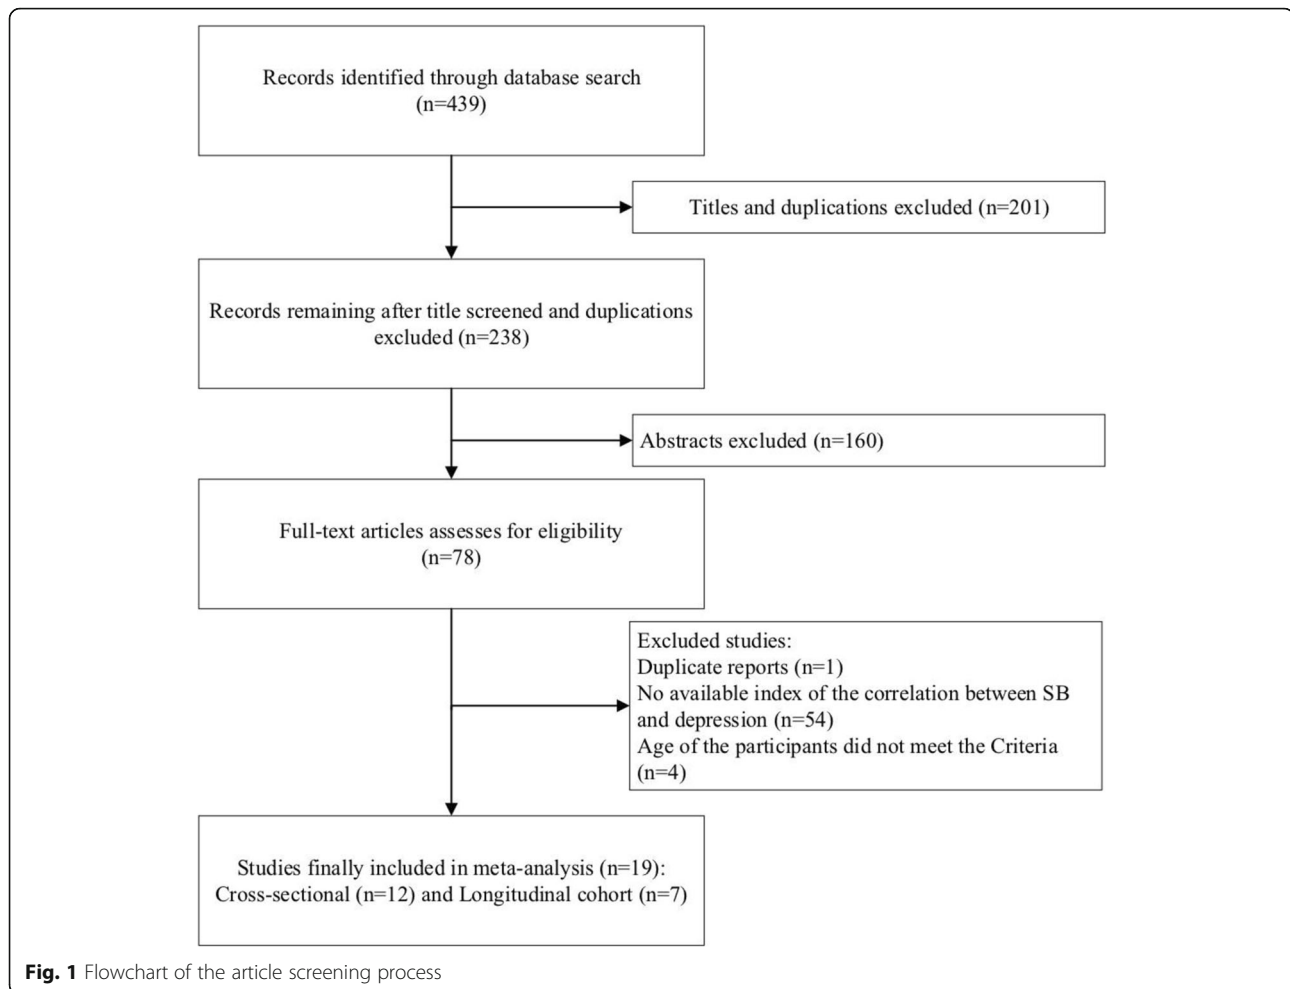 Records identified through database search
(n=439)
Titles and duplications excluded (n=201)
Records remaining after title screened and duplications
excluded (n=238)
Abstracts excluded (n=160)
Full-text articles assesses for eligibility
(n=78)
Excluded studies:
Duplicate reports (n=1)
No available index of the correlation between SB
and depression (n=54)
Age of the participants did not meet the Criteria
(n=4)
Studies finally included in meta-analysis (n=19):
Cross-sectional (n=12) and Longitudinal cohort (n=7)
Fig. 1 Flowchart of the article screening process